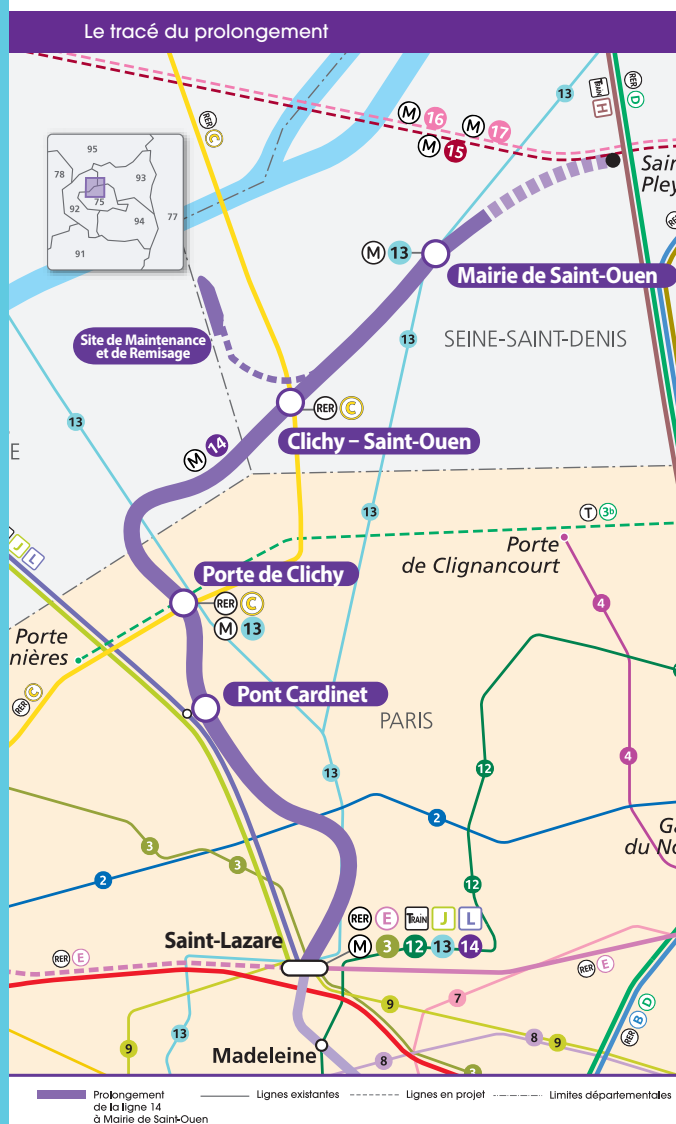 Le tracé du prolongement
13
RER C
M 16
M 17
M 15
TRAIN H
RER D
95
78
93
92
75
94
77
91
M 13
Mairie de Saint-Ouen
Site de Maintenance
et de Remisage
13
SEINE-SAINT-DENIS
RER C
13
Clichy – Saint-Ouen
M 14
J L
13
T 3b
Porte
de Clignancourt
Porte de Clichy
RER C
M 13
4
Porte
RER C
Pont Cardinet
PARIS
13
12
4
2
3
3
2
12
RER E TRAIN J L
Saint-Lazare
M 3 12 13 14
RER E
RER E
7
9
13
9
8
9
RER B D
Madeleine
8
3
Prolongement
de la ligne 14
à Mairie de Saint-Ouen
Lignes existantes
Lignes en projet
Limites départementales